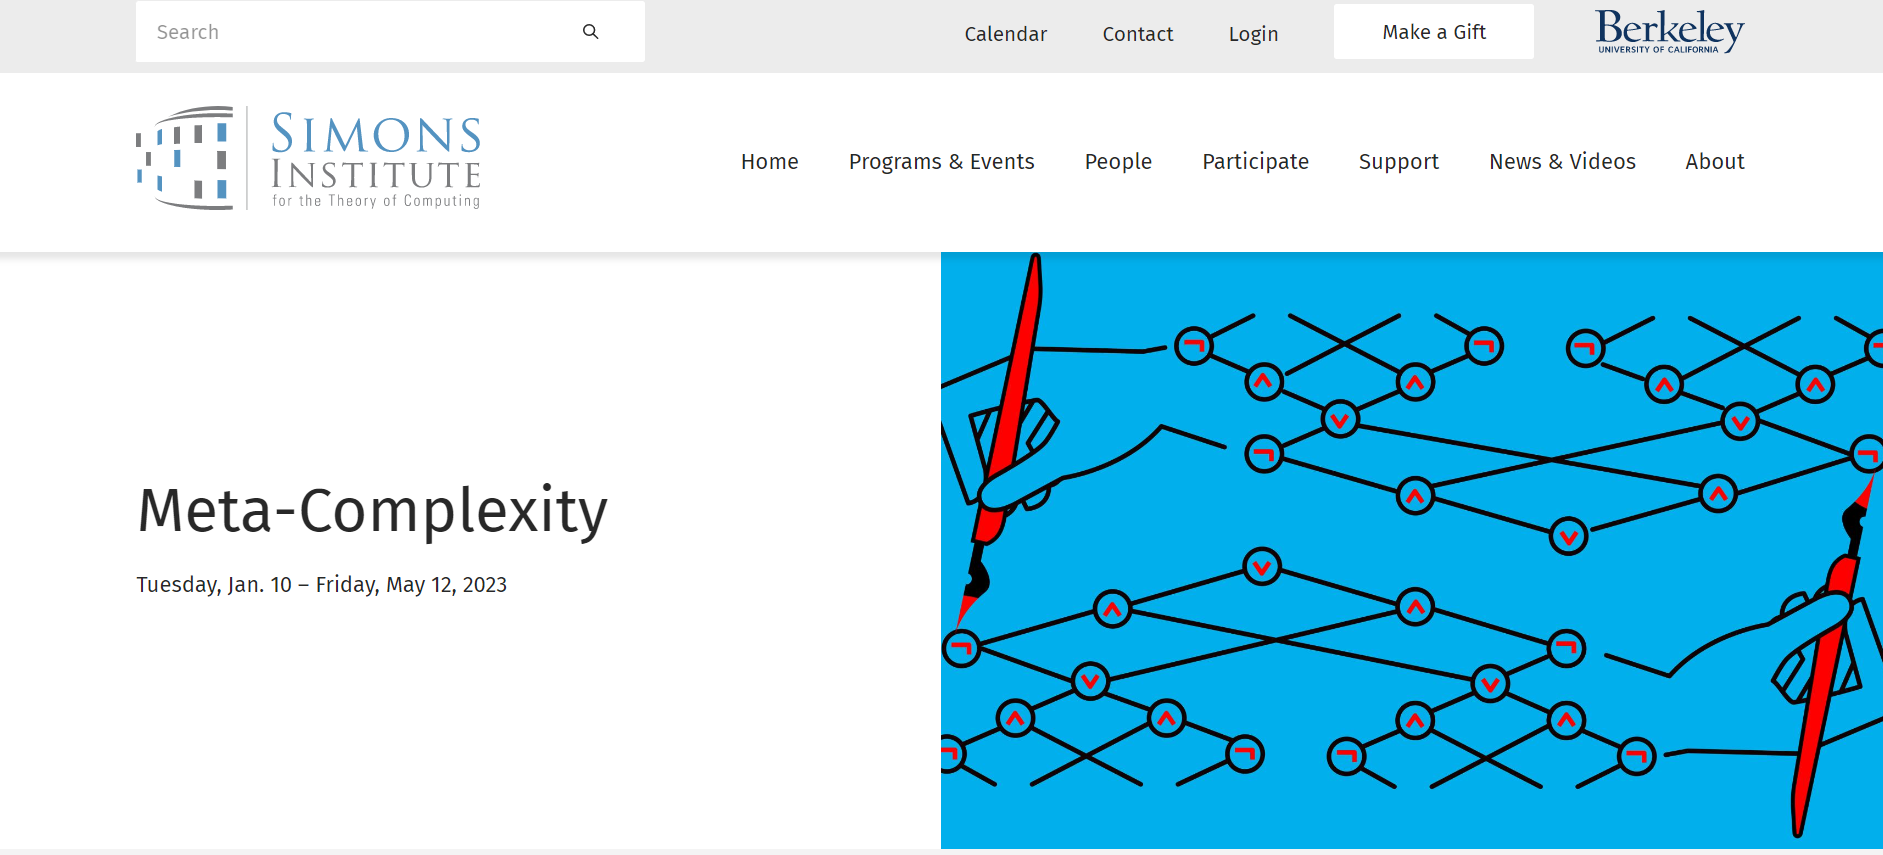 Search
Calendar
Contact
Login
Make a Gift
Berkeley
UNIVERSITY OF CALIFORNIA
SIMONS
INSTITUTE
for the Theory of Computing
Home
Programs & Events
People
Participate
Support
News & Videos
About
Meta-Complexity
Tuesday, Jan. 10 – Friday, May 12, 2023